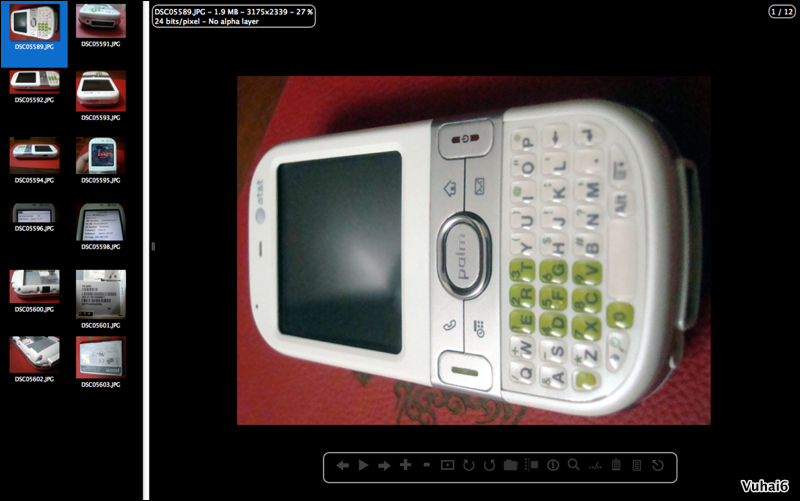 DSC05589.JPG - 1.9 MB - 3175x2339 - 27 %
24 bits/pixel - No alpha layer
1 / 12
DSC05589.JPG
DSC05591.JPG
DSC05592.JPG
DSC05593.JPG
DSC05594.JPG
DSC05595.JPG
DSC05596.JPG
DSC05598.JPG
DSC05600.JPG
DSC05601.JPG
DSC05602.JPG
DSC05603.JPG
at&t
palm
Q W E R T Y U I O P
A S D F G H J K L
Z X C V B N M .
0 Alt
Vuhai6